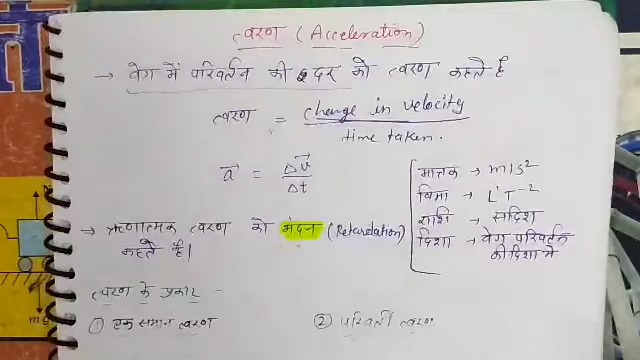 त्वरण (Acceleration)
→ वेग में परिवर्तन की दर को त्वरण कहते है
त्वरण = change in velocity / time taken.
a⃗ = Δv⃗ / Δt
मात्रक → m/s²
विमा → L¹T⁻²
राशि → सदिश
दिशा → वेग परिवर्तन
की दिशा मे
→ ऋणात्मक त्वरण को मंदन (Retardation)
कहते है।
त्वरण के प्रकार -
① एक समान त्वरण ② परिवर्ती त्वरण
N
mg